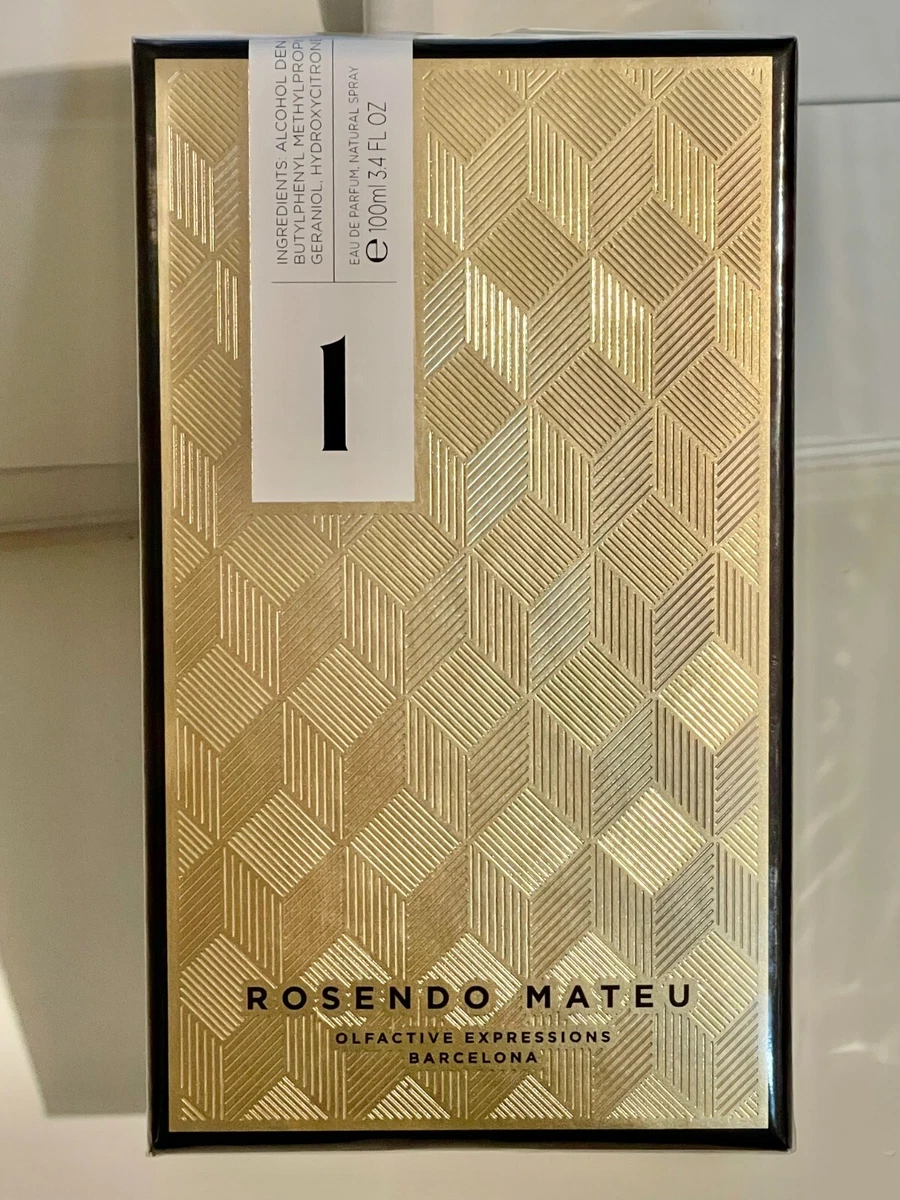 INGREDIENTS: ALCOHOL DEN
BUTYLPHENYL METHYLPROP
GERANIOL, HYDROXYCITRON
EAU DE PARFUM. NATURAL SPRAY
e 100ml 3.4 FL OZ
1
ROSENDO MATEU
OLFACTIVE EXPRESSIONS
BARCELONA